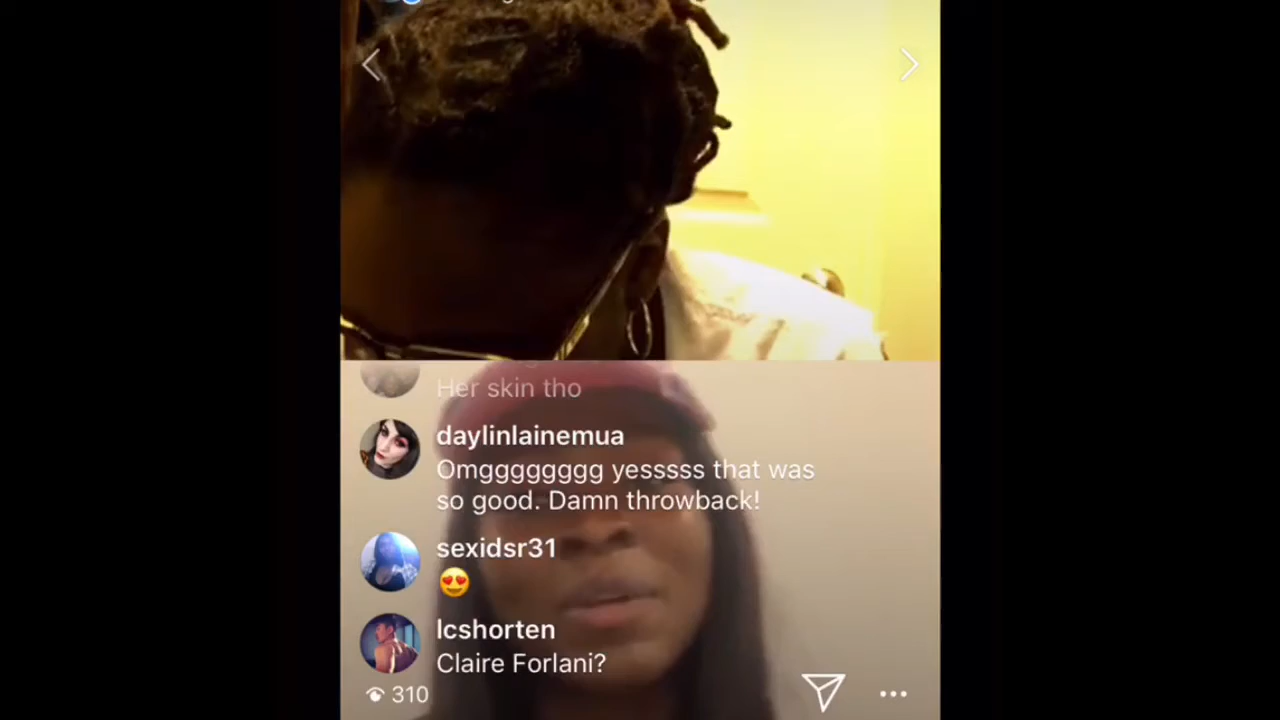 Her skin tho
daylinlainemua
Omgggggggg yesssss that was
so good. Damn throwback!
sexidsr31
😍
lcshorten
Claire Forlani?
310